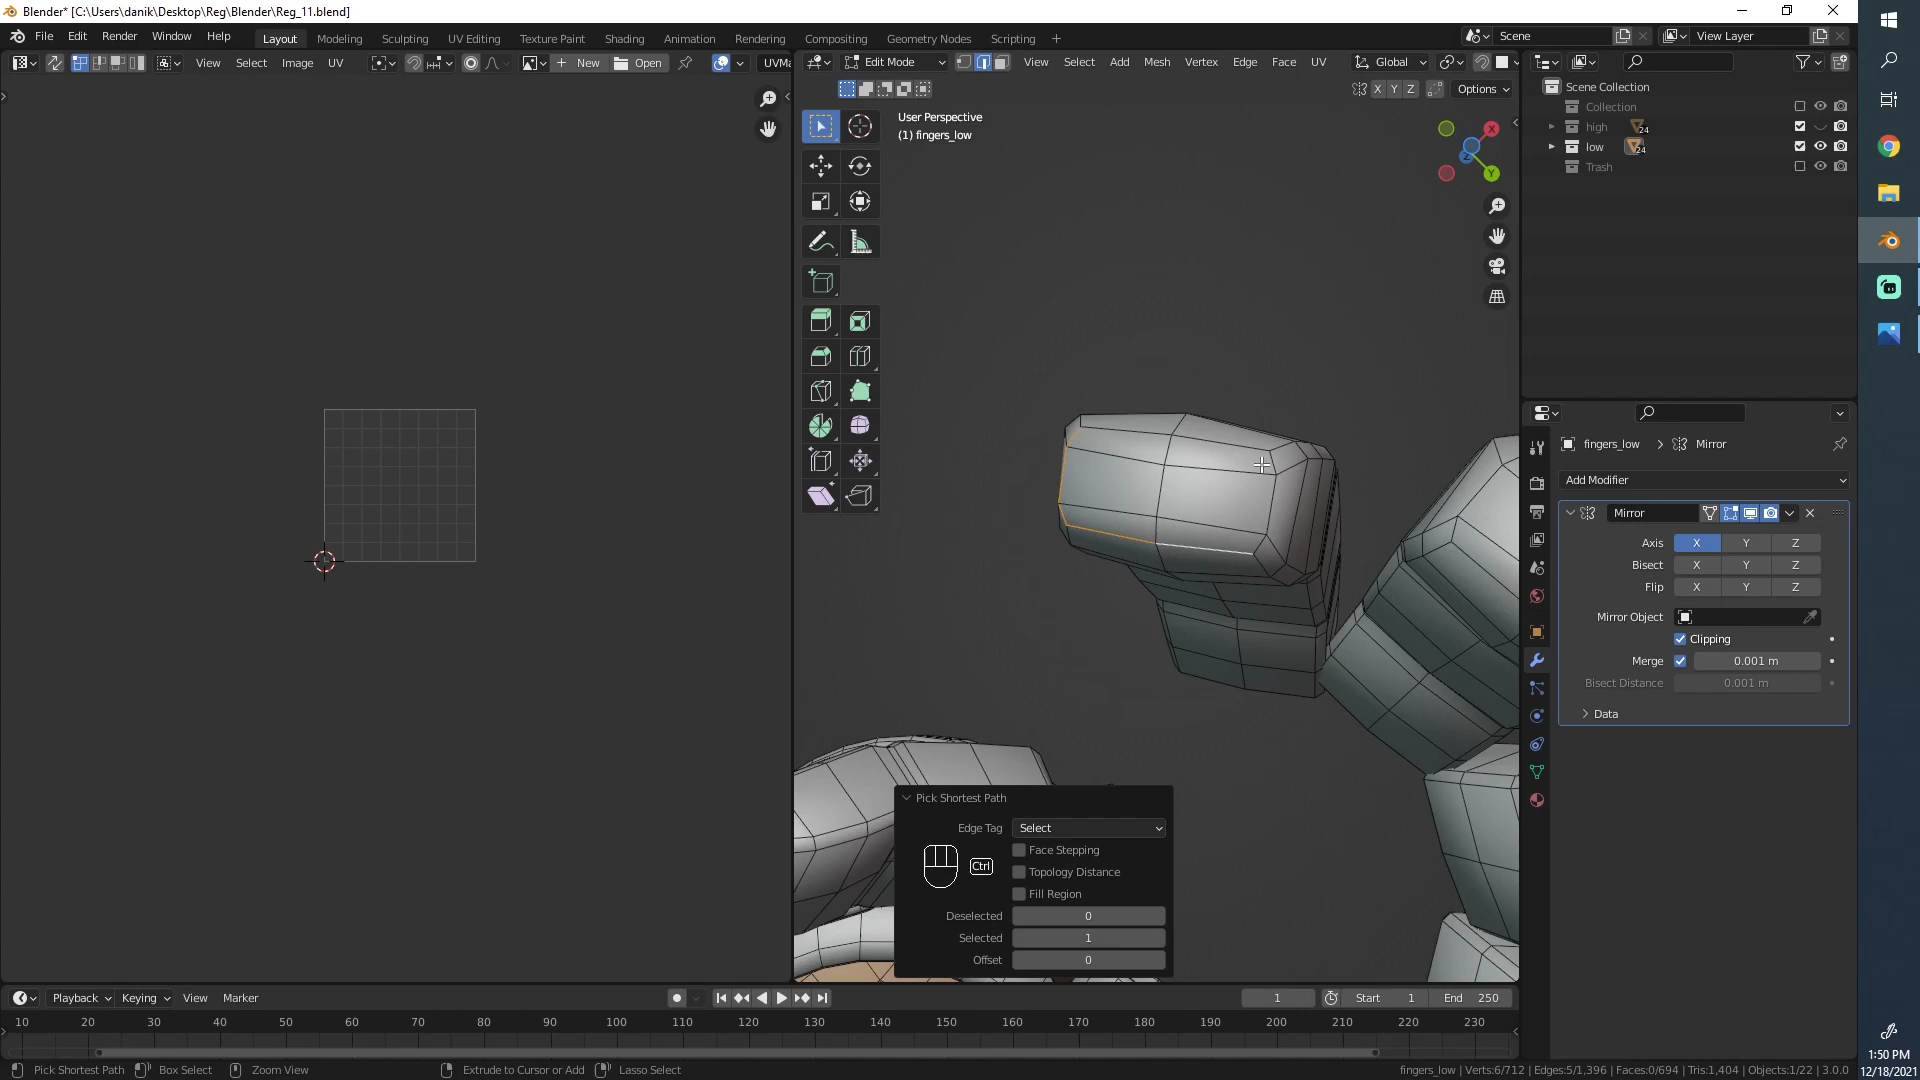 Blender* [C:\Users\danik\Desktop\Reg\Blender\Reg_11.blend]
File Edit Render Window Help
Layout Modeling Sculpting UV Editing Texture Paint Shading Animation Rendering Compositing Geometry Nodes Scripting +
Scene
View Layer
View Select Image UV
New
Open
UVMa
Edit Mode
View Select Add Mesh Vertex Edge Face UV
Global
X Y Z
Options
User Perspective
(1) fingers_low
X
Y
Z
Scene Collection
Collection
high 24
low 24
Trash
fingers_low > Mirror
Add Modifier
Mirror
Axis X Y Z
Bisect X Y Z
Flip X Y Z
Mirror Object
Clipping
Merge 0.001 m
Bisect Distance 0.001 m
Data
Pick Shortest Path
Edge Tag Select
Face Stepping
Ctrl
Topology Distance
Fill Region
Deselected 0
Selected 1
Offset 0
Playback Keying View Marker
1
Start 1
End 250
10 20 30 40 50 60 70 80 90 100 110 120 130 140 150 160 170 180 190 200 210 220 230
Pick Shortest Path Box Select Zoom View Extrude to Cursor or Add Lasso Select
fingers_low | Verts:6/712 | Edges:5/1,396 | Faces:0/694 | Tris:1,404 | Objects:1/22 | 3.0.0
1:50 PM
12/18/2021